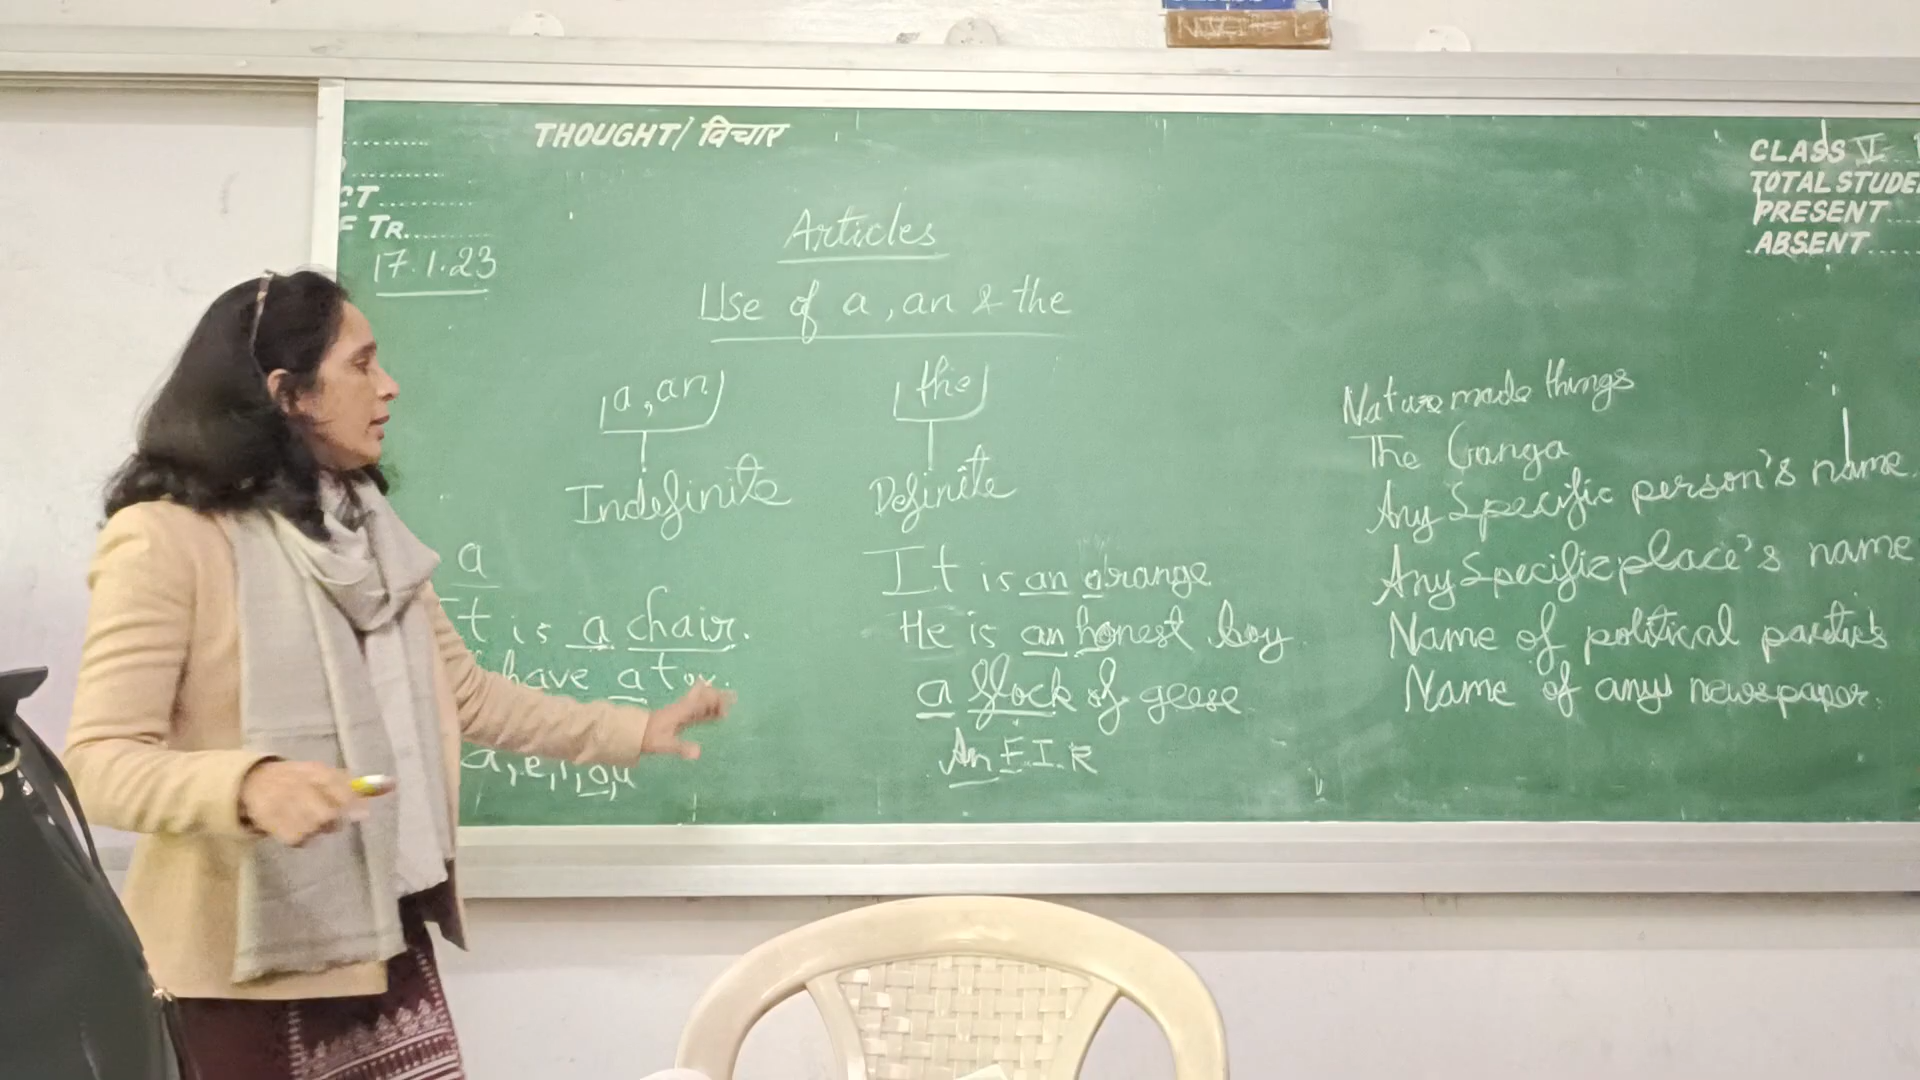 THOUGHT/ विचार
CT
F TR.
17.1.23
CLASS V
TOTAL STUDE
PRESENT
ABSENT
Articles
Use of a, an & the
a, an
the
Indefinite
Definite
a
It is a chair.
have a toy.
a, e, i, o, u
It is an orange
He is an honest boy
a flock of geese
An F.I.R
Nature made things
The Ganga
Any Specific person's name
Any Specific place's name
Name of political parties
Name of any newspaper.